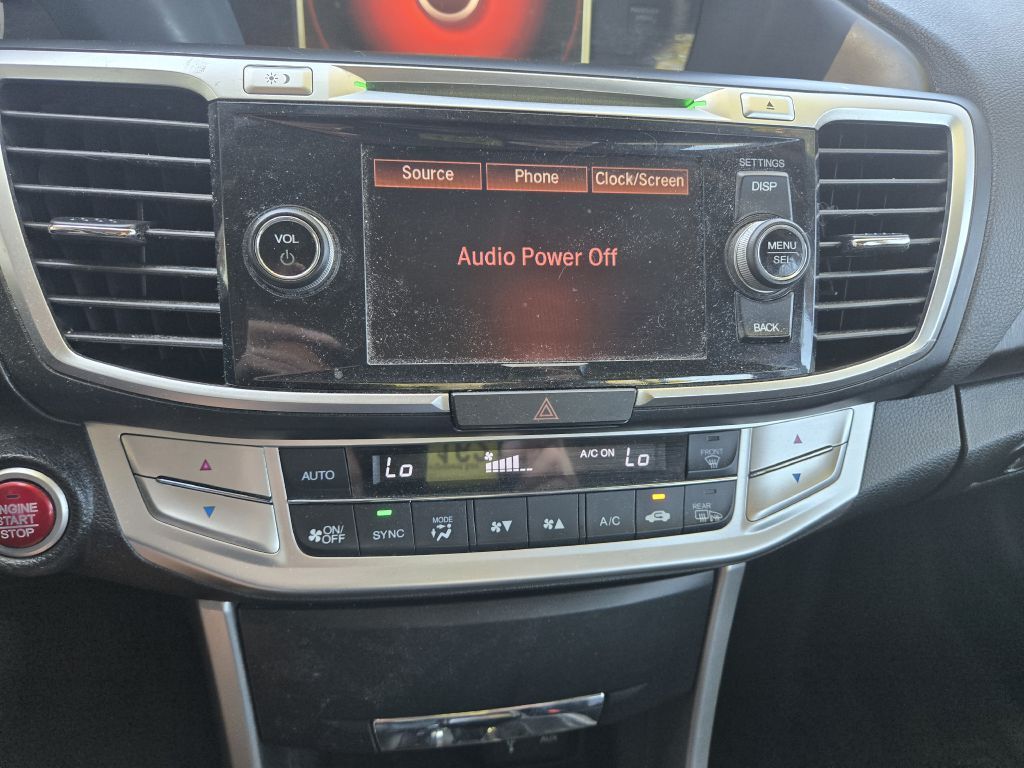 SETTINGS
Source Phone Clock/Screen
DISP
VOL
MENU
SEL
Audio Power Off
BACK
AUTO
Lo
A/C ON
Lo
FRONT
ENGINE
START
STOP
ON/
OFF
SYNC
MODE
A/C
REAR
AUX